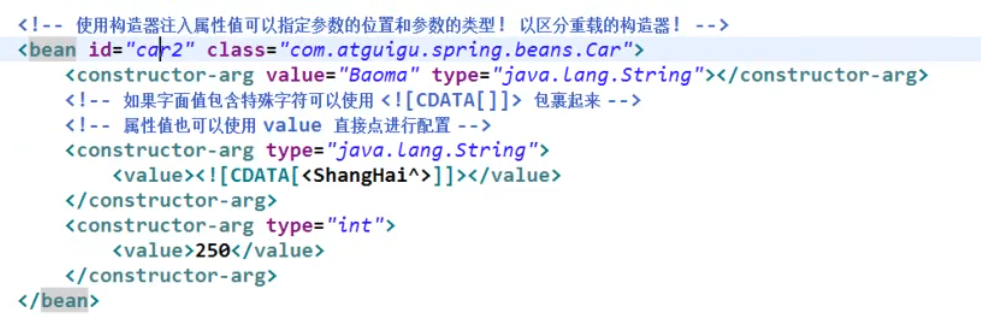 <!-- 使用构造器注入属性值可以指定参数的位置和参数的类型! 以区分重载的构造器! -->
<bean id="car2" class="com.atguigu.spring.beans.Car">
<constructor-arg value="Baoma" type="java.lang.String"></constructor-arg>
<!-- 如果字面值包含特殊字符可以使用 <![CDATA[]]> 包裹起来 -->
<!-- 属性值也可以使用 value 直接点进行配置 -->
<constructor-arg type="java.lang.String">
<value><![CDATA[<ShangHai^>]]></value>
</constructor-arg>
<constructor-arg type="int">
<value>250</value>
</constructor-arg>
</bean>